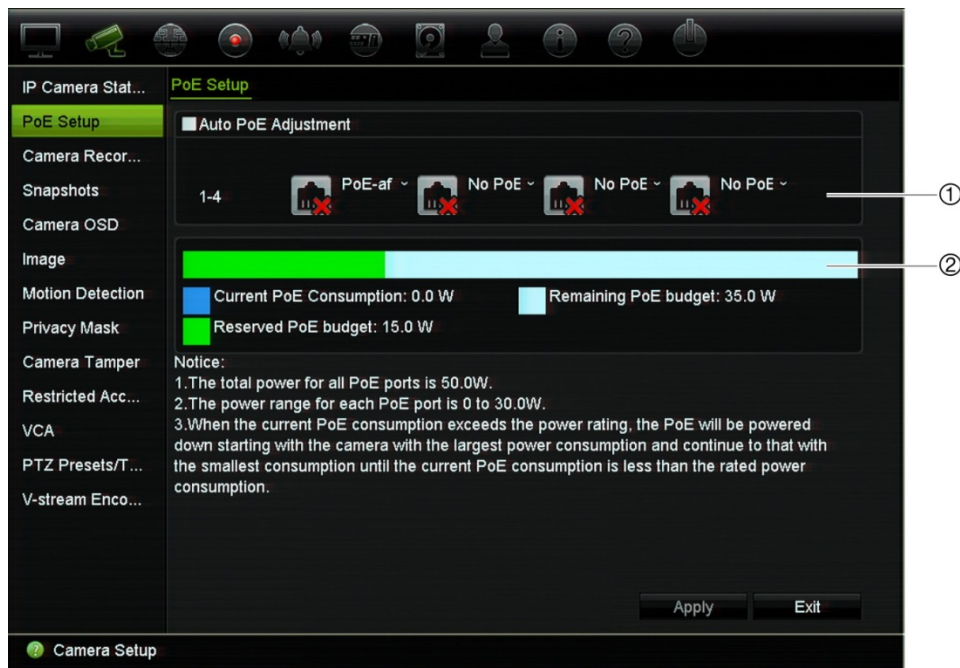 IP Camera Stat...
PoE Setup
PoE Setup
Auto PoE Adjustment
Camera Recor...
Snapshots
1-4 PoE-af No PoE No PoE No PoE
①
Camera OSD
Image
②
Motion Detection
Current PoE Consumption: 0.0 W Remaining PoE budget: 35.0 W
Privacy Mask
Reserved PoE budget: 15.0 W
Camera Tamper
Restricted Acc...
VCA
PTZ Presets/T...
V-stream Enco...
Notice:
1.The total power for all PoE ports is 50.0W.
2.The power range for each PoE port is 0 to 30.0W.
3.When the current PoE consumption exceeds the power rating, the PoE will be powered
down starting with the camera with the largest power consumption and continue to that with
the smallest consumption until the current PoE consumption is less than the rated power
consumption.
Apply Exit
? Camera Setup